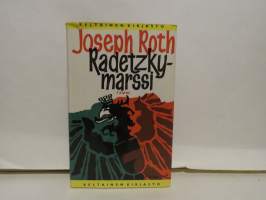 KELTAINEN KIRJASTO
Joseph Roth
Radetzky-
marssi
KELTAINEN KIRJASTO